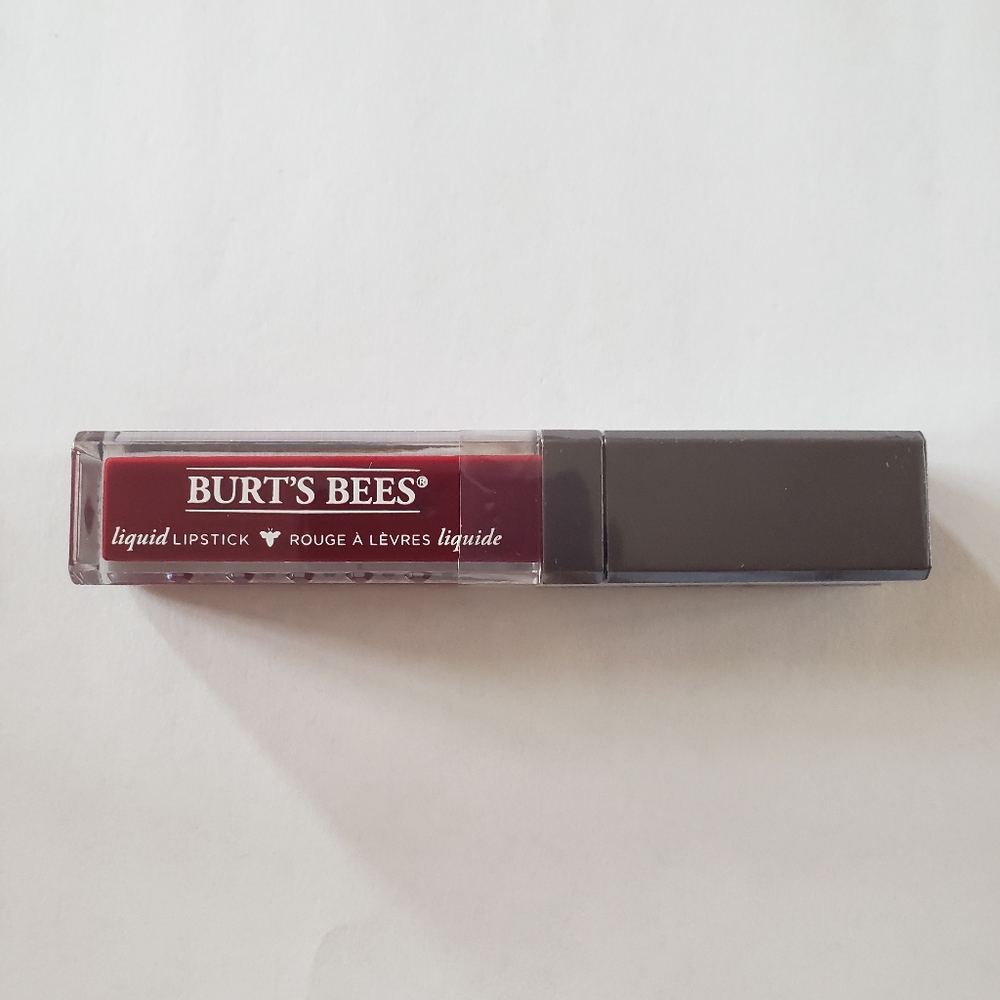 BURT'S BEES®
liquid LIPSTICK ROUGE À LÈVRES liquide